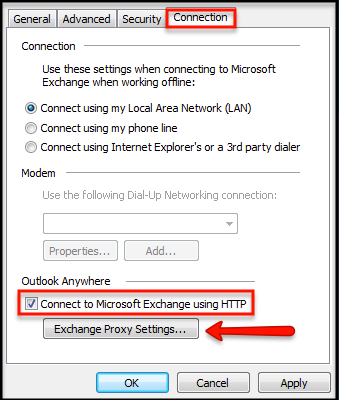 General Advanced Security Connection
Connection
Use these settings when connecting to Microsoft
Exchange when working offline:
Connect using my Local Area Network (LAN)
Connect using my phone line
Connect using Internet Explorer's or a 3rd party dialer
Modem
Use the following Dial-Up Networking connection:
Properties... Add...
Outlook Anywhere
Connect to Microsoft Exchange using HTTP
Exchange Proxy Settings...
OK Cancel Apply